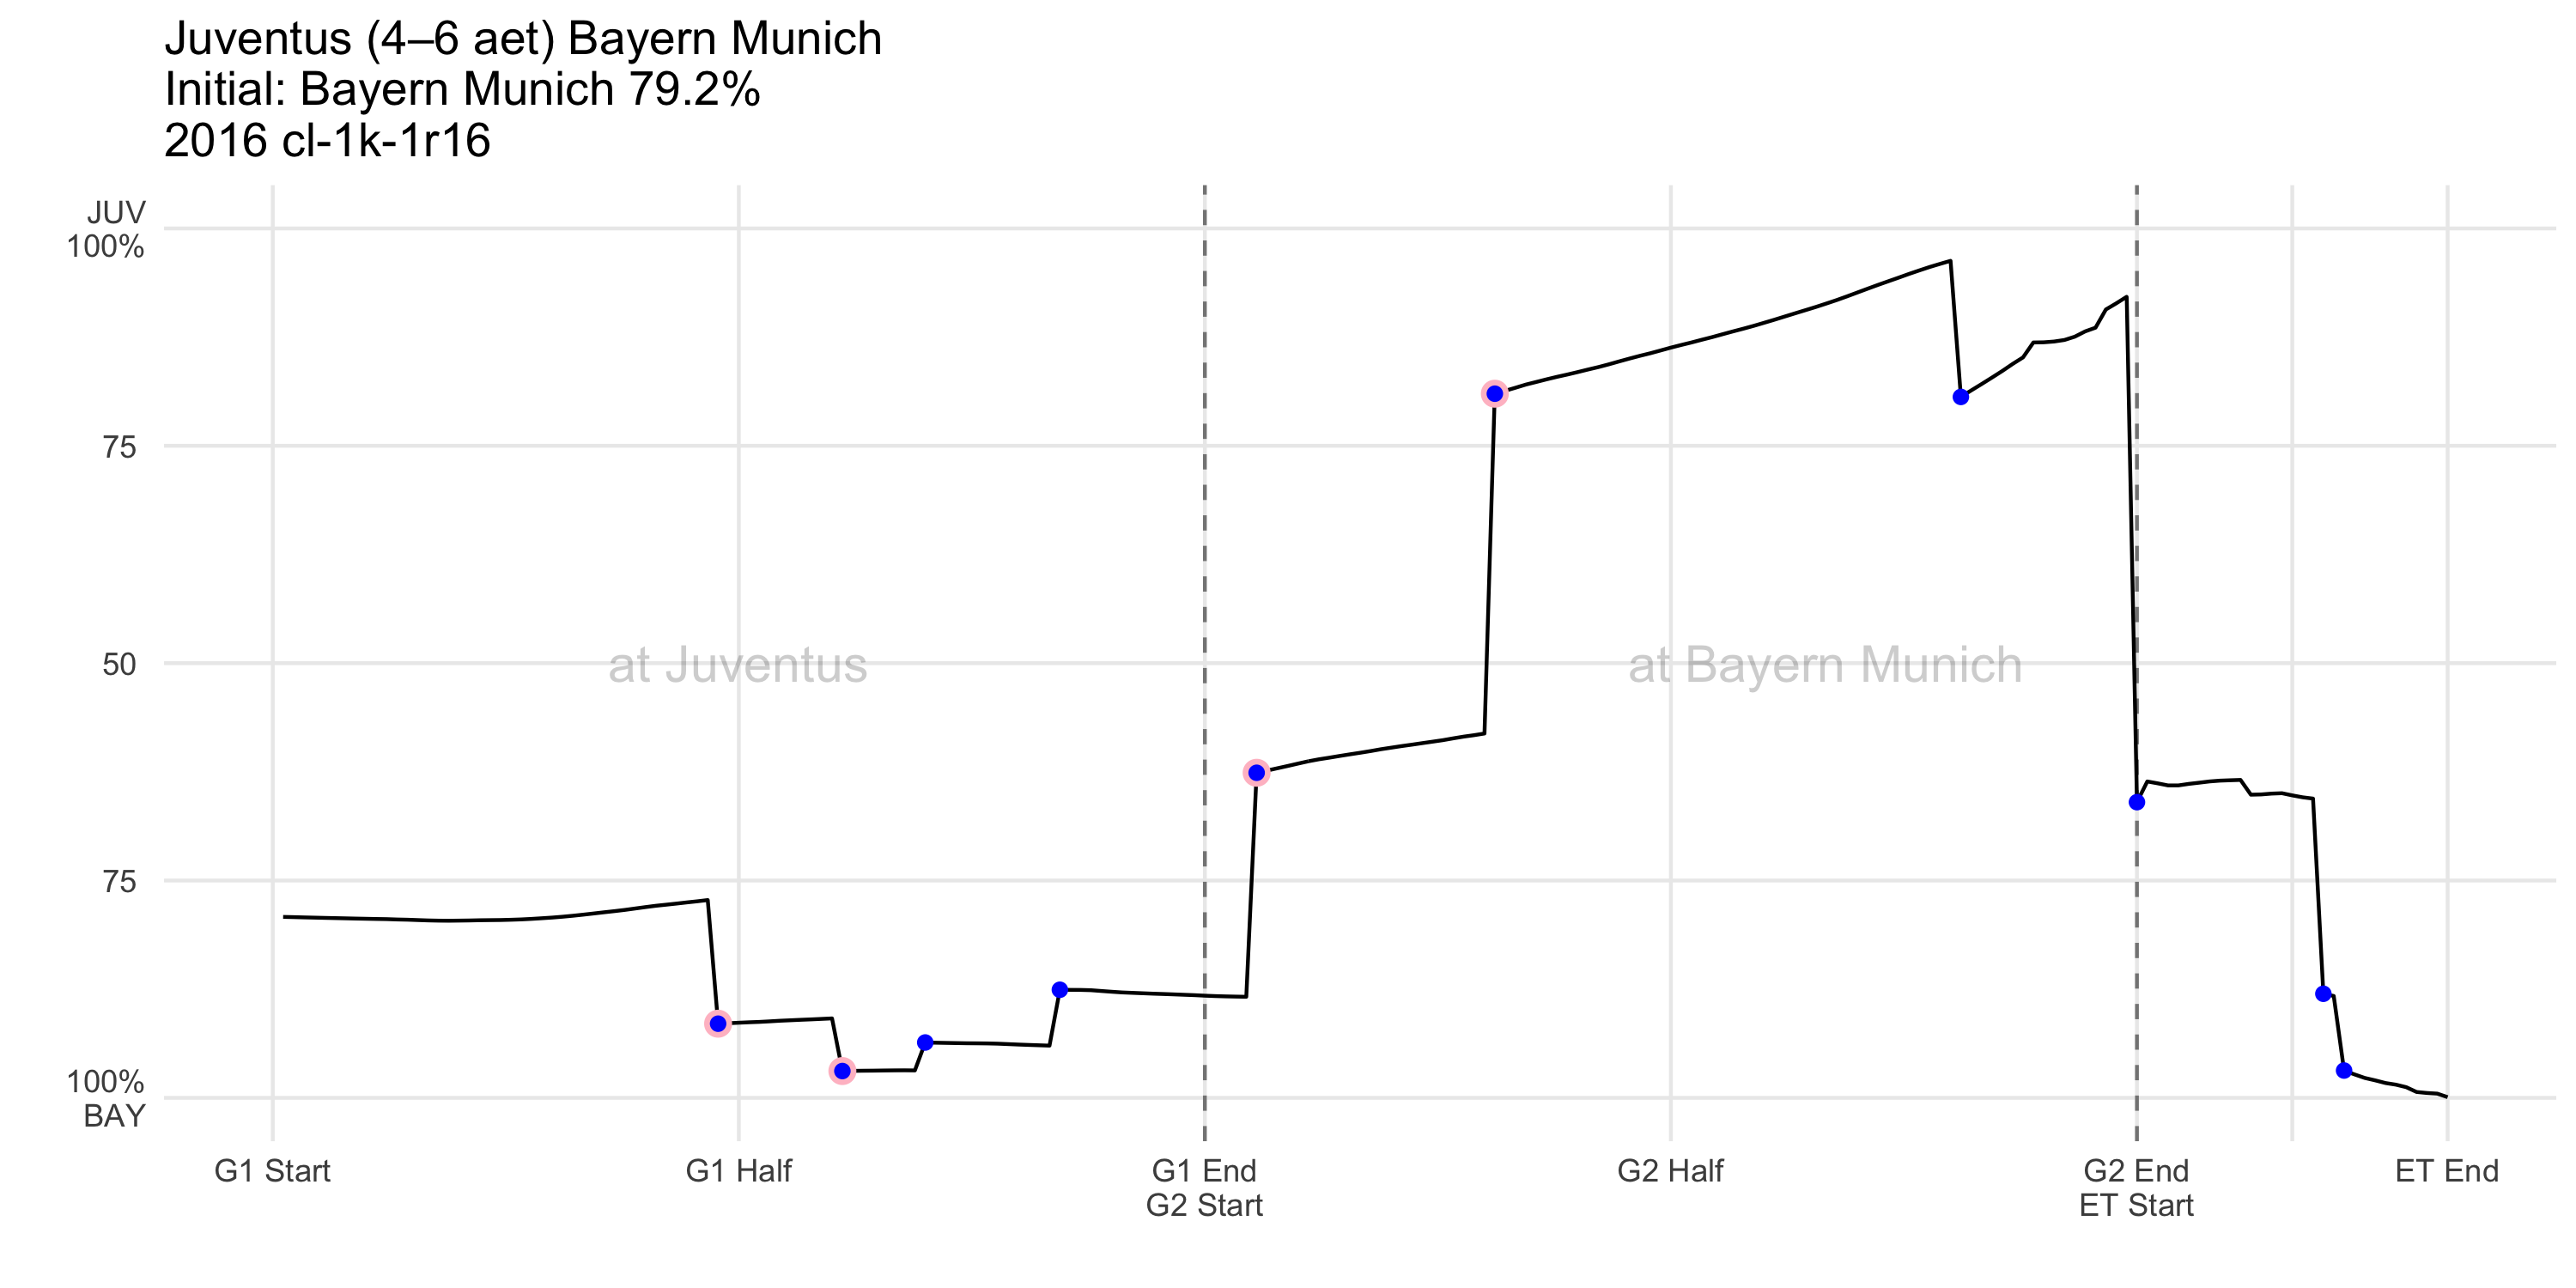 Juventus (4–6 aet) Bayern Munich
Initial: Bayern Munich 79.2%
2016 cl-1k-1r16
JUV
100%
75
50
75
100%
BAY
at Juventus
at Bayern Munich
G1 Start
G1 Half
G1 End
G2 Start
G2 Half
G2 End
ET Start
ET End